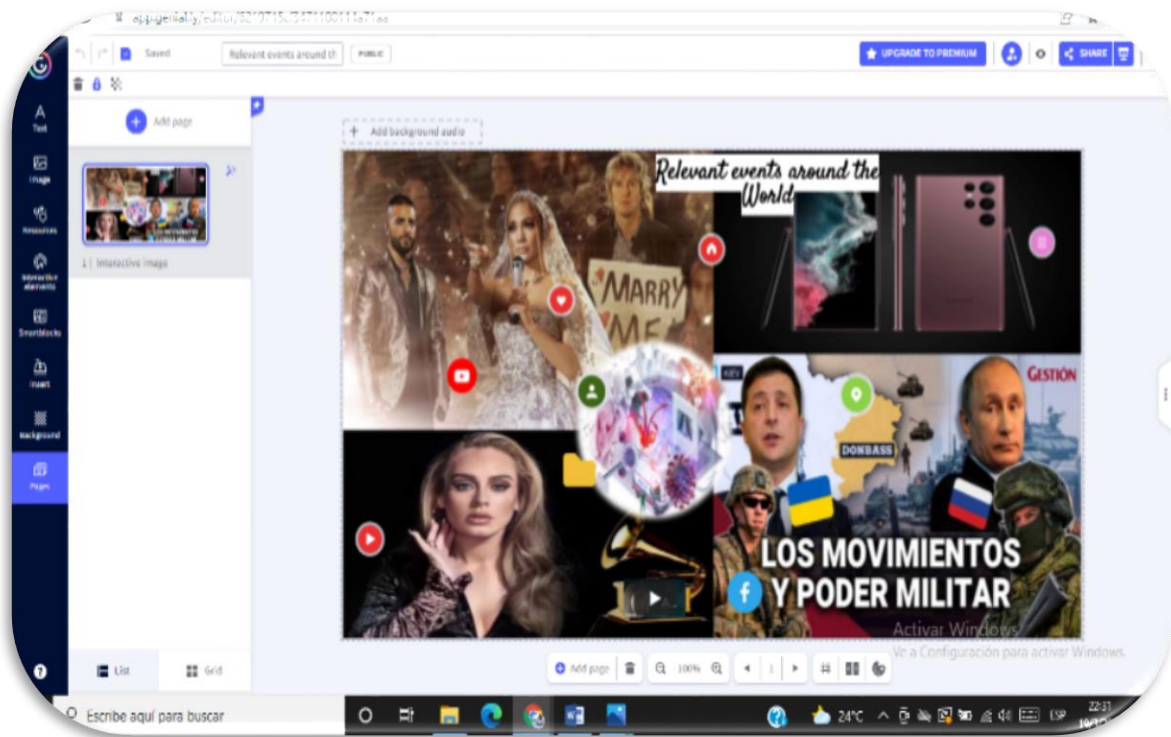 Saved
Relevant events around th
PUBLIC
UPGRADE TO PREMIUM
SHARE
Text
Image
Resources
Interactive
elements
Smartblocks
Insert
Background
Pages
Add page
1 | Interactive image
+ Add background audio
Relevant events around the
World
MARRY
ME
KIEV
GESTIÓN
DONBASS
LOS MOVIMIENTOS
Y PODER MILITAR
Activar Windows
Ve a Configuración para activar Windows.
List
Grid
Add page
100%
1
Escribe aquí para buscar
24°C
ESP
22:31